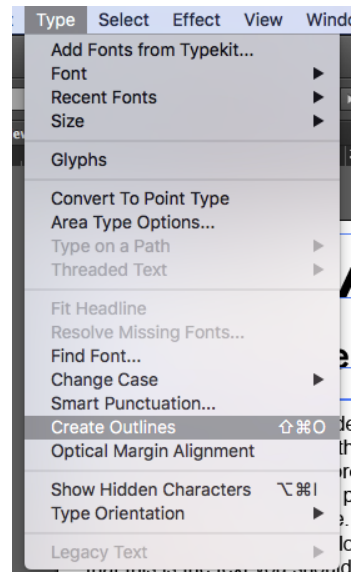 Type Select Effect View Windo
Add Fonts from Typekit...
Font
Recent Fonts
Size
Glyphs
Convert To Point Type
Area Type Options...
Type on a Path
Threaded Text
Fit Headline
Resolve Missing Fonts...
Find Font...
Change Case
Smart Punctuation...
Create Outlines ⇧⌘O
Optical Margin Alignment
Show Hidden Characters ⌥⌘I
Type Orientation
Legacy Text